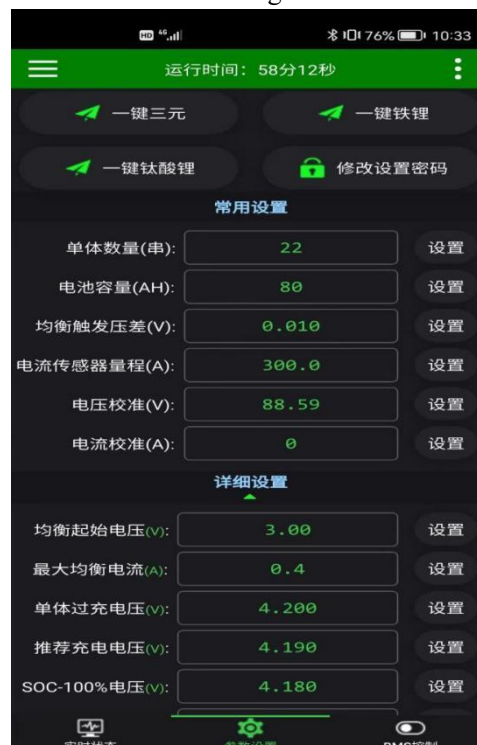 HD 4G 76% 10:33
运行时间: 58分12秒
一键三元 一键铁锂
一键钛酸锂 修改设置密码
常用设置
单体数量(串): 22 设置
电池容量(AH): 80 设置
均衡触发压差(V): 0.010 设置
电流传感器量程(A): 300.0 设置
电压校准(V): 88.59 设置
电流校准(A): 0 设置
详细设置
均衡起始电压(V): 3.00 设置
最大均衡电流(A): 0.4 设置
单体过充电压(V): 4.200 设置
推荐充电电压(V): 4.190 设置
SOC-100%电压(V): 4.180 设置